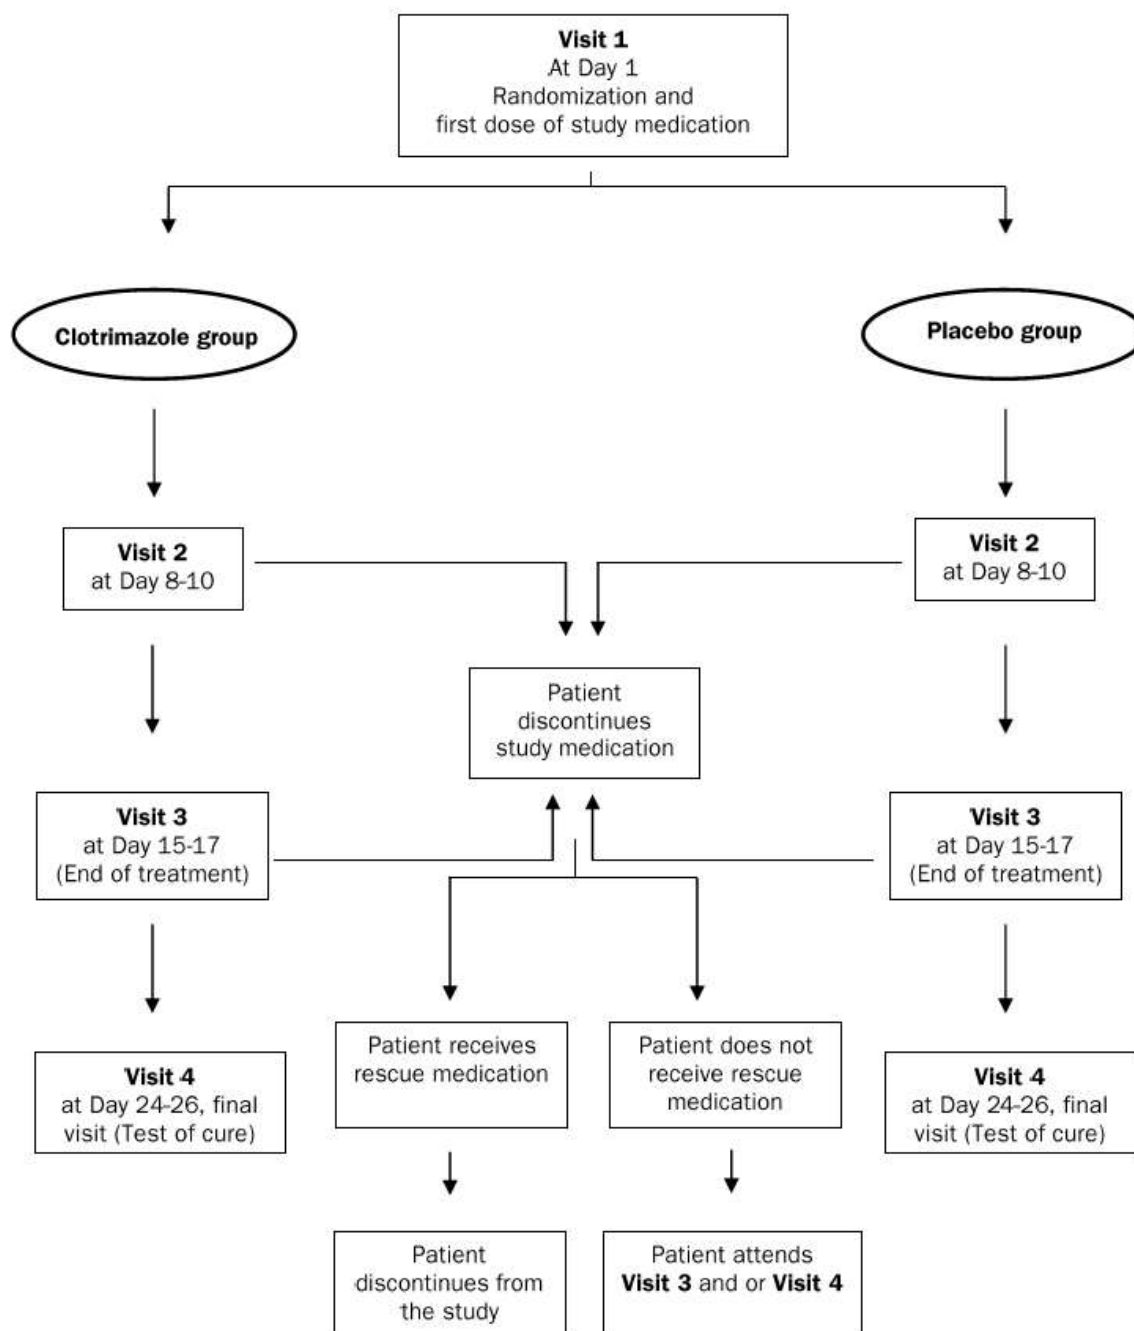 Visit 1
At Day 1
Randomization and
first dose of study medication
Clotrimazole group
Placebo group
Visit 2
at Day 8-10
Visit 2
at Day 8-10
Patient
discontinues
study medication
Visit 3
at Day 15-17
(End of treatment)
Visit 3
at Day 15-17
(End of treatment)
Patient receives
rescue medication
Patient does not
receive rescue
medication
Visit 4
at Day 24-26, final
visit (Test of cure)
Visit 4
at Day 24-26, final
visit (Test of cure)
Patient
discontinues from
the study
Patient attends
Visit 3 and or Visit 4